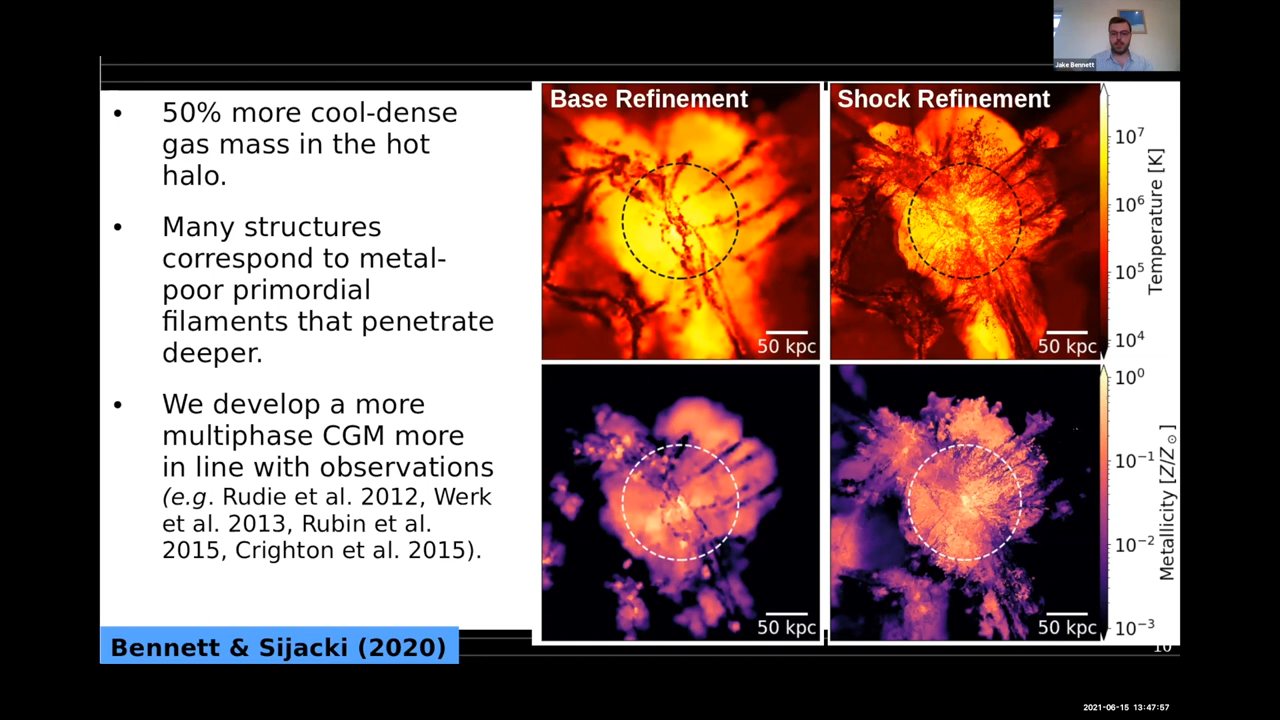 Jake Bennett
• 50% more cool-dense
gas mass in the hot
halo.
• Many structures
correspond to metal-
poor primordial
filaments that penetrate
deeper.
• We develop a more
multiphase CGM more
in line with observations
(e.g. Rudie et al. 2012, Werk
et al. 2013, Rubin et al.
2015, Crighton et al. 2015).
Bennett & Sijacki (2020)
Base Refinement
50 kpc
Shock Refinement
50 kpc
10⁷
10⁶
10⁵
10⁴
Temperature [K]
50 kpc
50 kpc
10⁰
10⁻¹
10⁻²
10⁻³
Metallicity [Z/Z☉]
10
2021-06-15 13:47:57